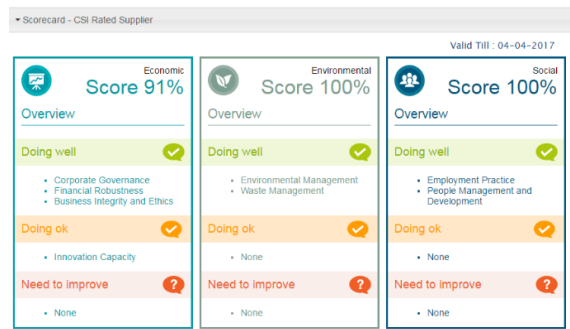 Scorecard - CSI Rated Supplier
Valid Till : 04-04-2017
Economic
Score 91%
Overview
Doing well
Corporate Governance
Financial Robustness
Business Integrity and Ethics
Doing ok
Innovation Capacity
Need to improve
None
Environmental
Score 100%
Overview
Doing well
Environmental Management
Waste Management
Doing ok
None
Need to improve
None
Social
Score 100%
Overview
Doing well
Employment Practice
People Management and
Development
Doing ok
None
Need to improve
None